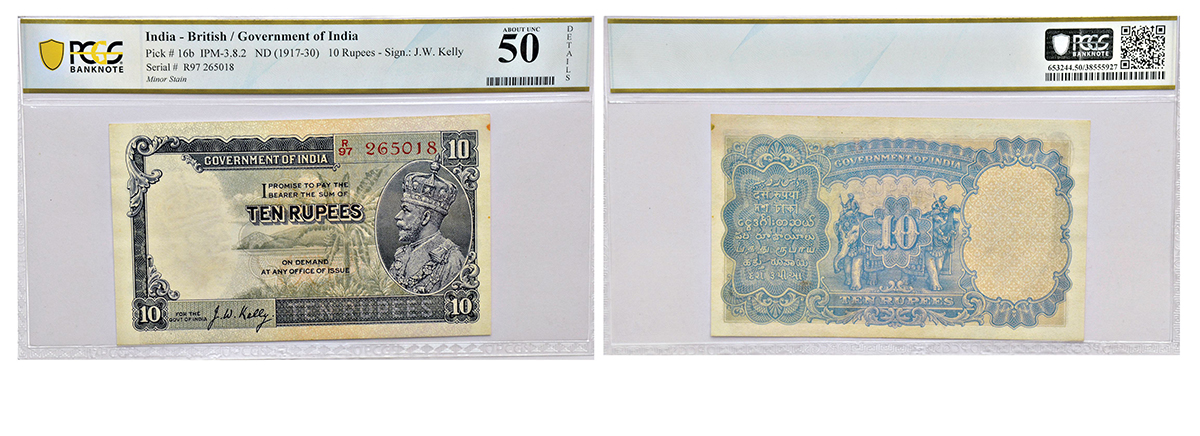 PCGS
BANKNOTE
India - British / Government of India
Pick # 16b IPM-3.8.2 ND (1917-30) 10 Rupees - Sign.: J.W. Kelly
Serial # R97 265018
Minor Stain
ABOUT UNC
50
DETAILS
R
97 265018
10
GOVERNMENT OF INDIA
I PROMISE TO PAY THE
BEARER THE SUM OF
TEN RUPEES
ON DEMAND
AT ANY OFFICE OF ISSUE
10
FOR THE
GOVT OF INDIA
J. W. Kelly
10
PCGS
BANKNOTE
653244.50/38555927
GOVERNMENT OF INDIA
10
TEN RUPEES